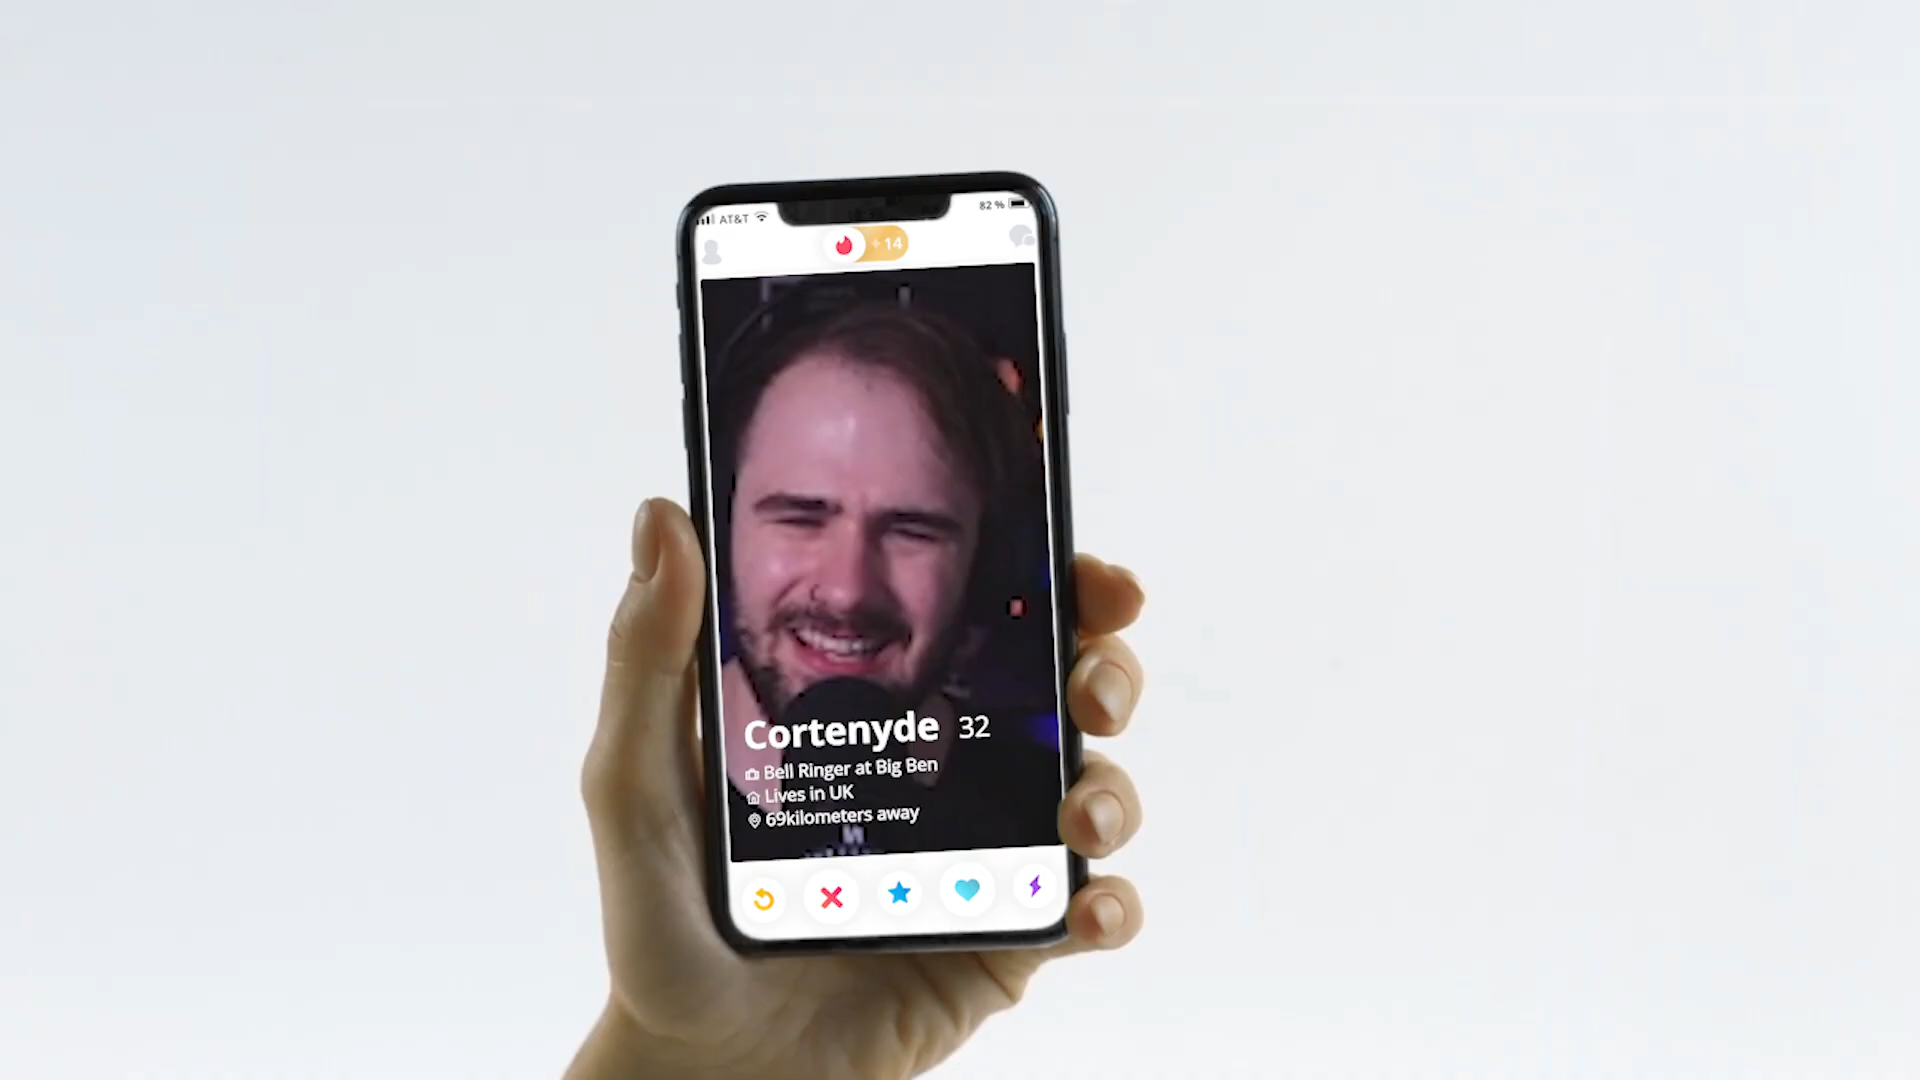 AT&T
82 %
+ 14
Cortenyde 32
Bell Ringer at Big Ben
Lives in UK
69kilometers away